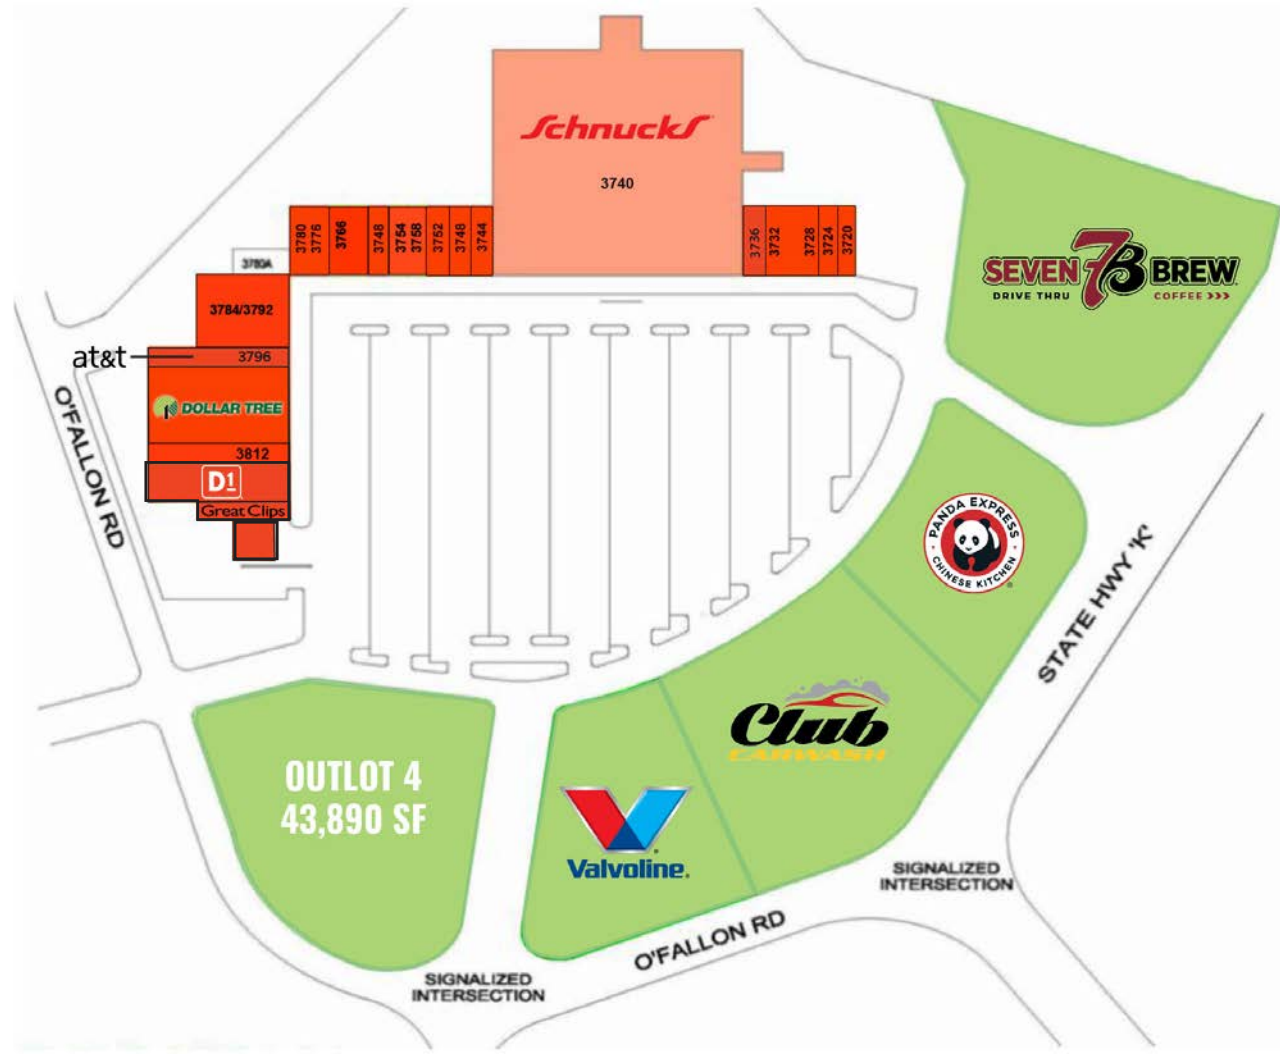 Schnucks
3740
3780
3776
3766
3748
3754
3758
3752
3748
3744
3736
3732
3728
3724
3720
3780A
3784/3792
at&t
3796
DOLLAR TREE
3812
D1
Great Clips
SEVEN 7B BREW
DRIVE THRU COFFEE >>>
O'FALLON RD
PANDA EXPRESS
CHINESE KITCHEN
STATE HWY 'K'
Club
CARWASH
OUTLOT 4
43,890 SF
Valvoline
SIGNALIZED
INTERSECTION
O'FALLON RD
SIGNALIZED
INTERSECTION